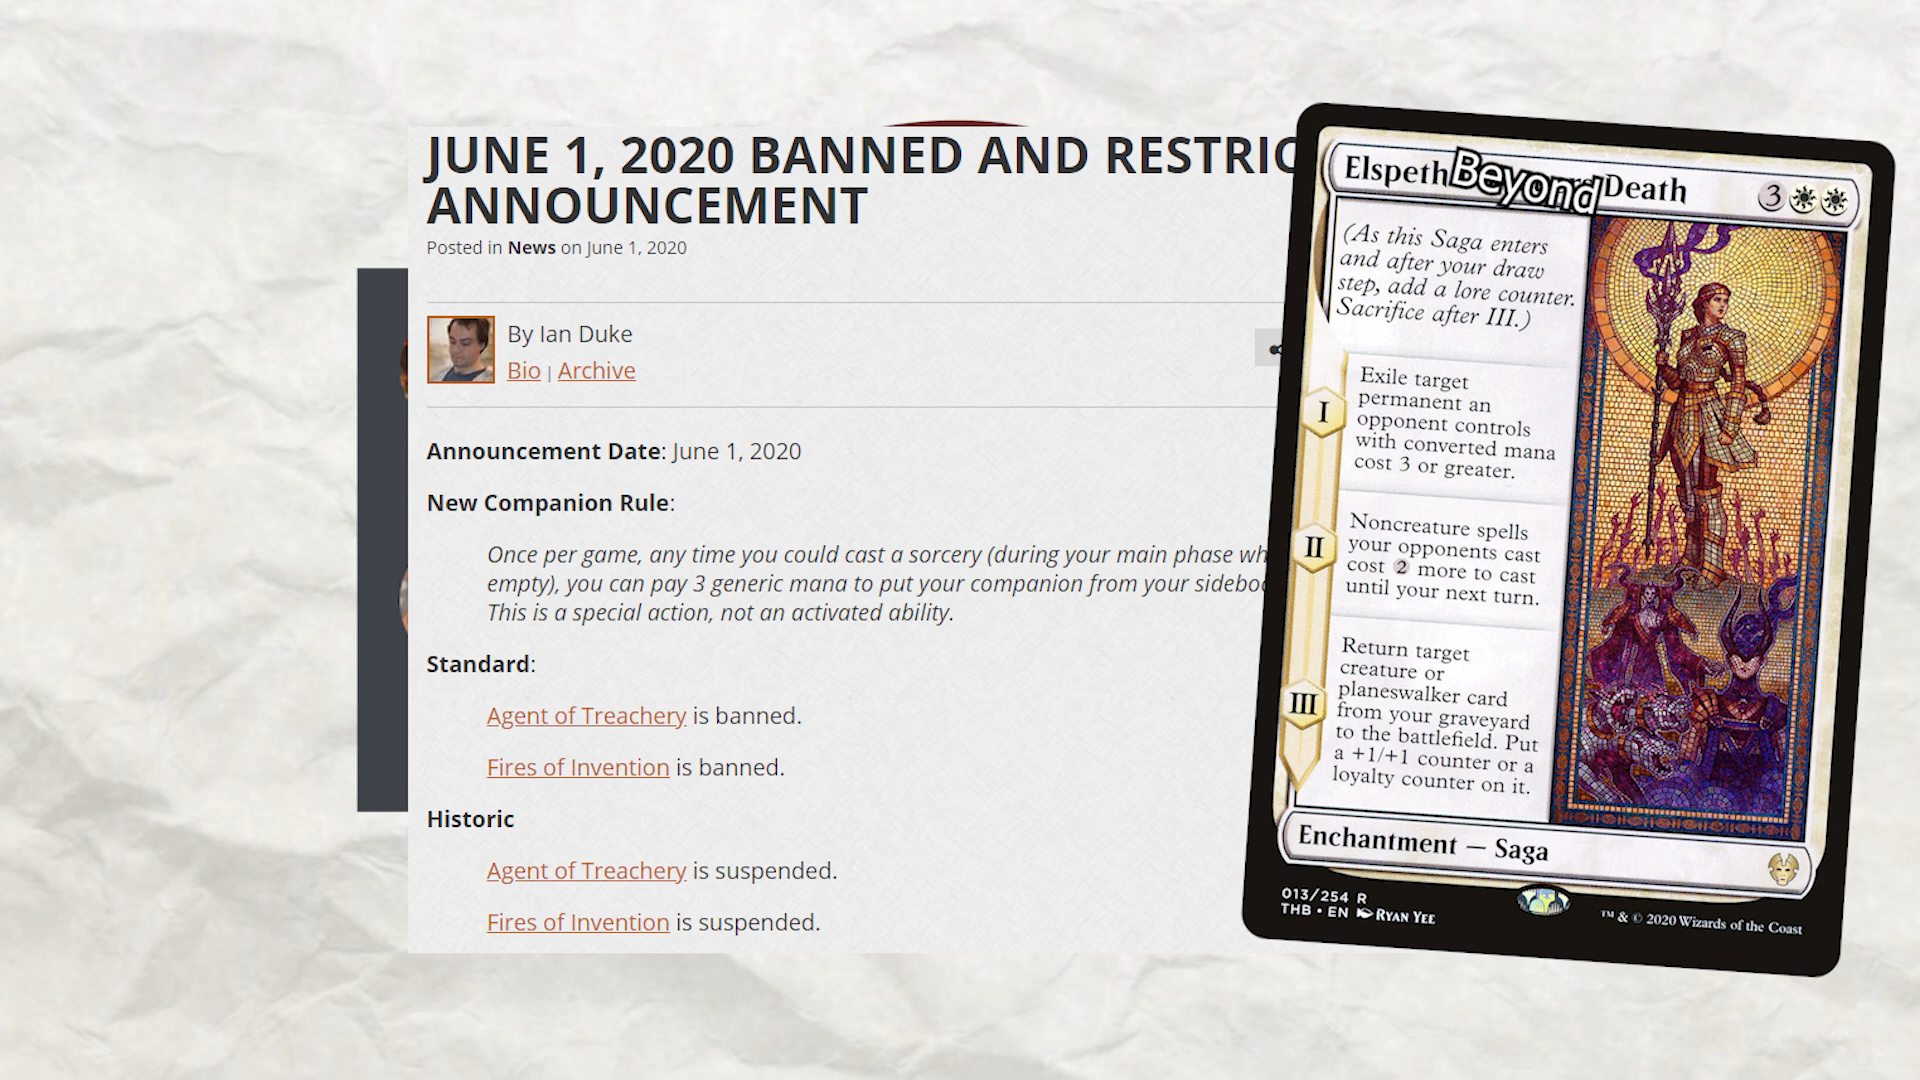 JUNE 1, 2020 BANNED AND RESTRIC
ANNOUNCEMENT
Posted in News on June 1, 2020
By Ian Duke
Bio | Archive
Announcement Date: June 1, 2020
New Companion Rule:
Once per game, any time you could cast a sorcery (during your main phase wh
empty), you can pay 3 generic mana to put your companion from your sideboa
This is a special action, not an activated ability.
Standard:
Agent of Treachery is banned.
Fires of Invention is banned.
Historic
Agent of Treachery is suspended.
Fires of Invention is suspended.
Elspeth Beyond Death 3
(As this Saga enters
and after your draw
step, add a lore counter.
Sacrifice after III.)
I
Exile target
permanent an
opponent controls
with converted mana
cost 3 or greater.
II
Noncreature spells
your opponents cast
cost 2 more to cast
until your next turn.
III
Return target
creature or
planeswalker card
from your graveyard
to the battlefield. Put
a +1/+1 counter or a
loyalty counter on it.
Enchantment — Saga
013/254 R
THB • EN RYAN YEE
™ & © 2020 Wizards of the Coast